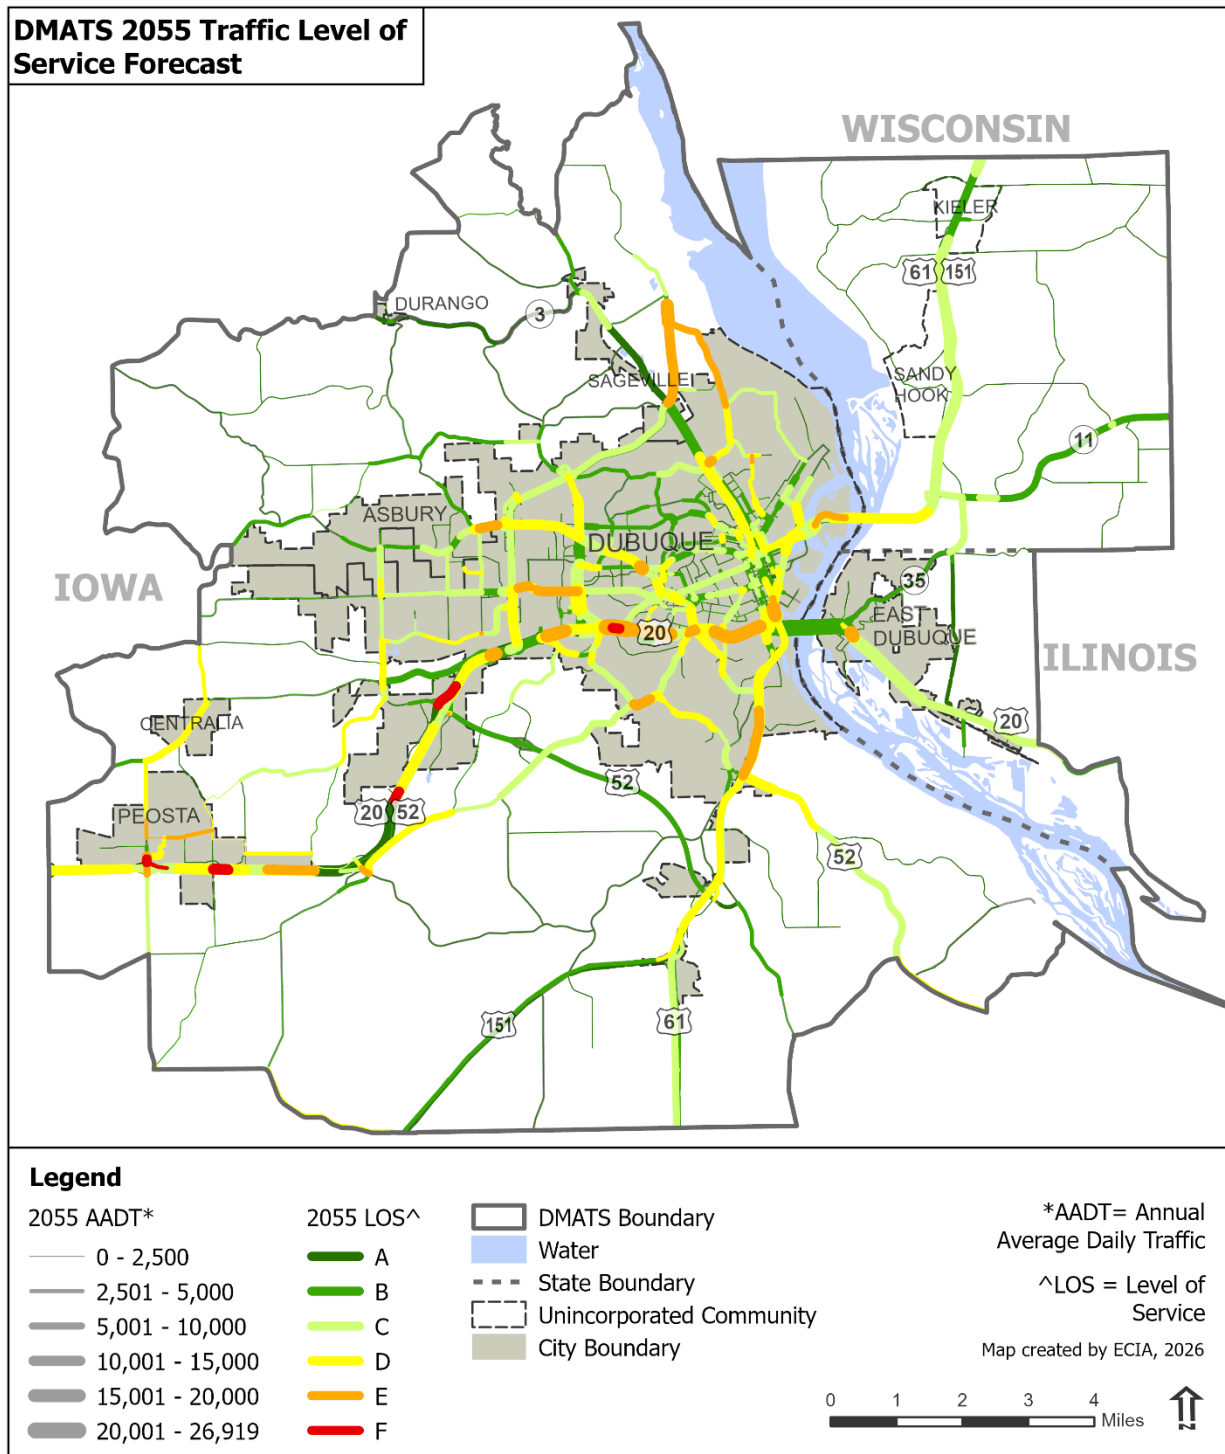 DMATS 2055 Traffic Level of
Service Forecast
WISCONSIN
KIELER
61 151
DURANGO
3
SANDY
HOOK
SAGEVILLE
11
ASBURY
DUBUQUE
IOWA
35
EAST
DUBUQUE
20
ILINOIS
CENTRALIA
20
52
PEOSTA
20 52
52
151
61
Legend
2055 AADT*
0 - 2,500
2,501 - 5,000
5,001 - 10,000
10,001 - 15,000
15,001 - 20,000
20,001 - 26,919
2055 LOS^
A
B
C
D
E
F
DMATS Boundary
Water
State Boundary
Unincorporated Community
City Boundary
*AADT= Annual
Average Daily Traffic
^LOS = Level of
Service
Map created by ECIA, 2026
0 1 2 3 4
Miles
N